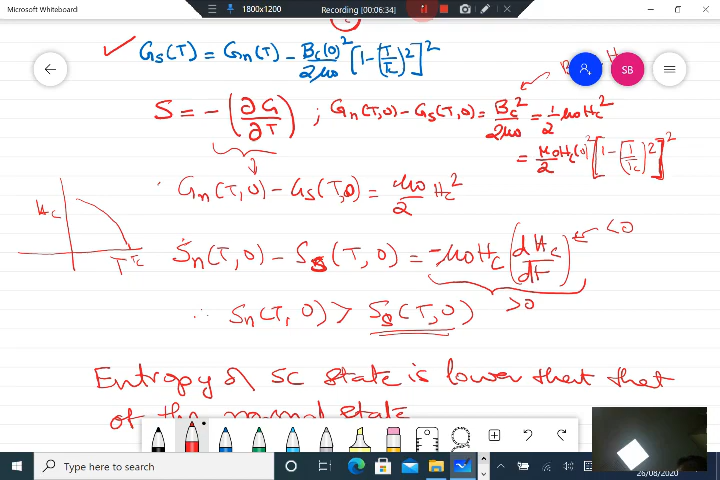 Microsoft Whiteboard
1800x1200
Recording [00:06:34]
Gs(T) = Gn(T) − Bc(0)²/2μ0 [1−(T/Tc)²]²
SB
S = −(∂G/∂T) ; Gn(T,0) − Gs(T,0) = Bc²/2μ0 = 1/2 μ0Hc²
= μ0Hc(0)²/2 [1−(T/Tc)²]²
Gn(T,0) − Gs(T,0) = μ0/2 Hc²
Hc
T Tc
Sn(T,0) − Ss(T,0) = −μ0Hc(dHc/dT) <0
>0
∴ Sn(T,0) > Ss(T,0)
Entropy of SC state is lower that that
of the normal state
Type here to search
26/08/2020